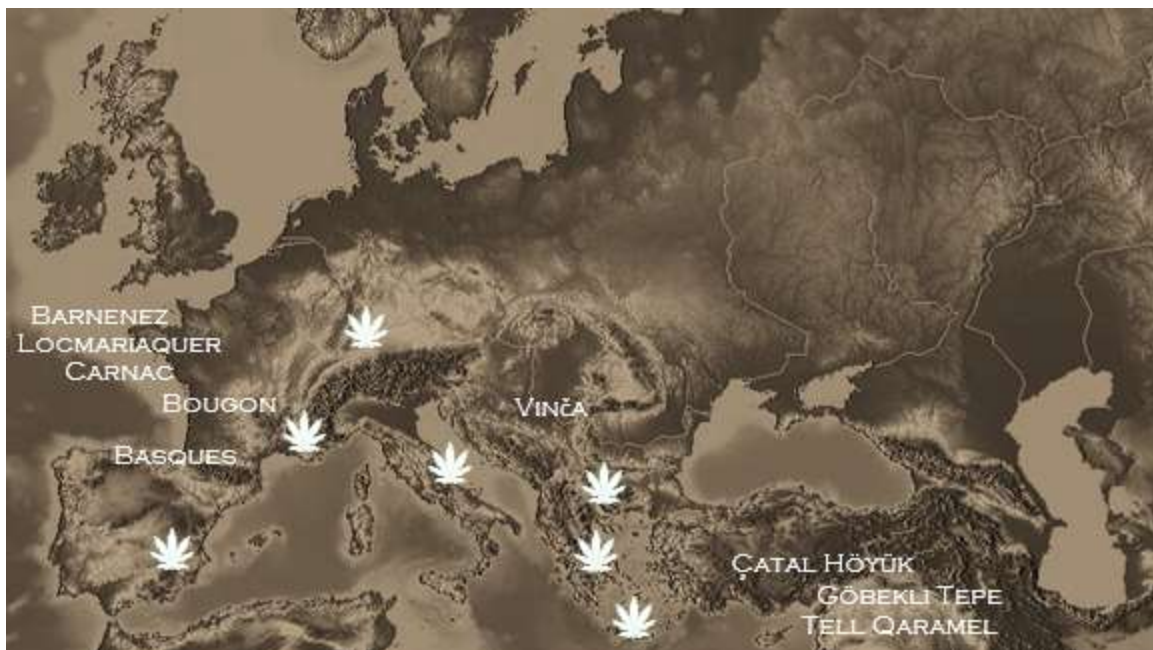 Barnenez
Locmariaquer
Carnac
Bougon
Vinča
Basques
Çatal Höyük
Göbekli Tepe
Tell Qaramel